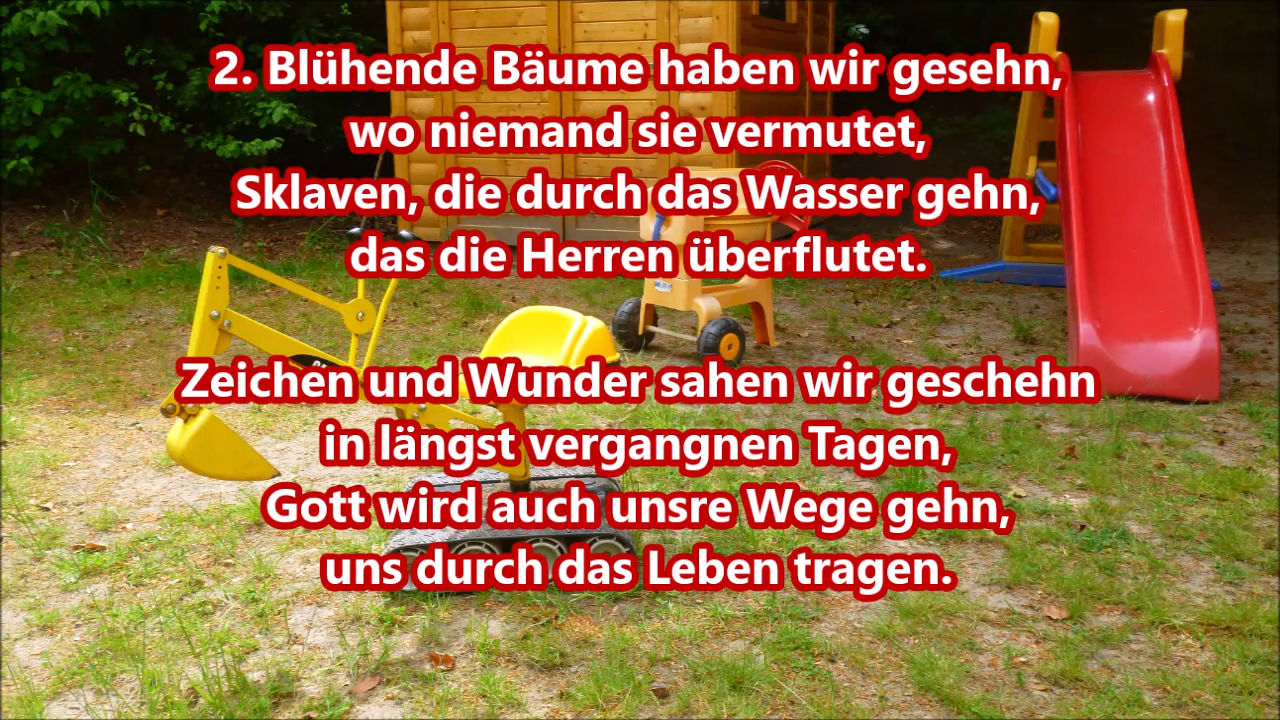 2. Blühende Bäume haben wir gesehn,
wo niemand sie vermutet,
Sklaven, die durch das Wasser gehn,
das die Herren überflutet.
Zeichen und Wunder sahen wir geschehn
in längst vergangnen Tagen,
Gott wird auch unsre Wege gehn,
uns durch das Leben tragen.